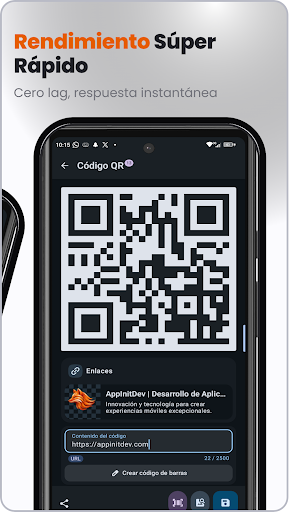 Rendimiento Súper
Rápido
Cero lag, respuesta instantánea
10:15
Código QR
Enlaces
AppInitDev | Desarrollo de Aplic...
Innovación y tecnología para crear
experiencias móviles excepcionales.
Contenido del código
https://appinitdev.com
URL
22 / 2500
Crear código de barras